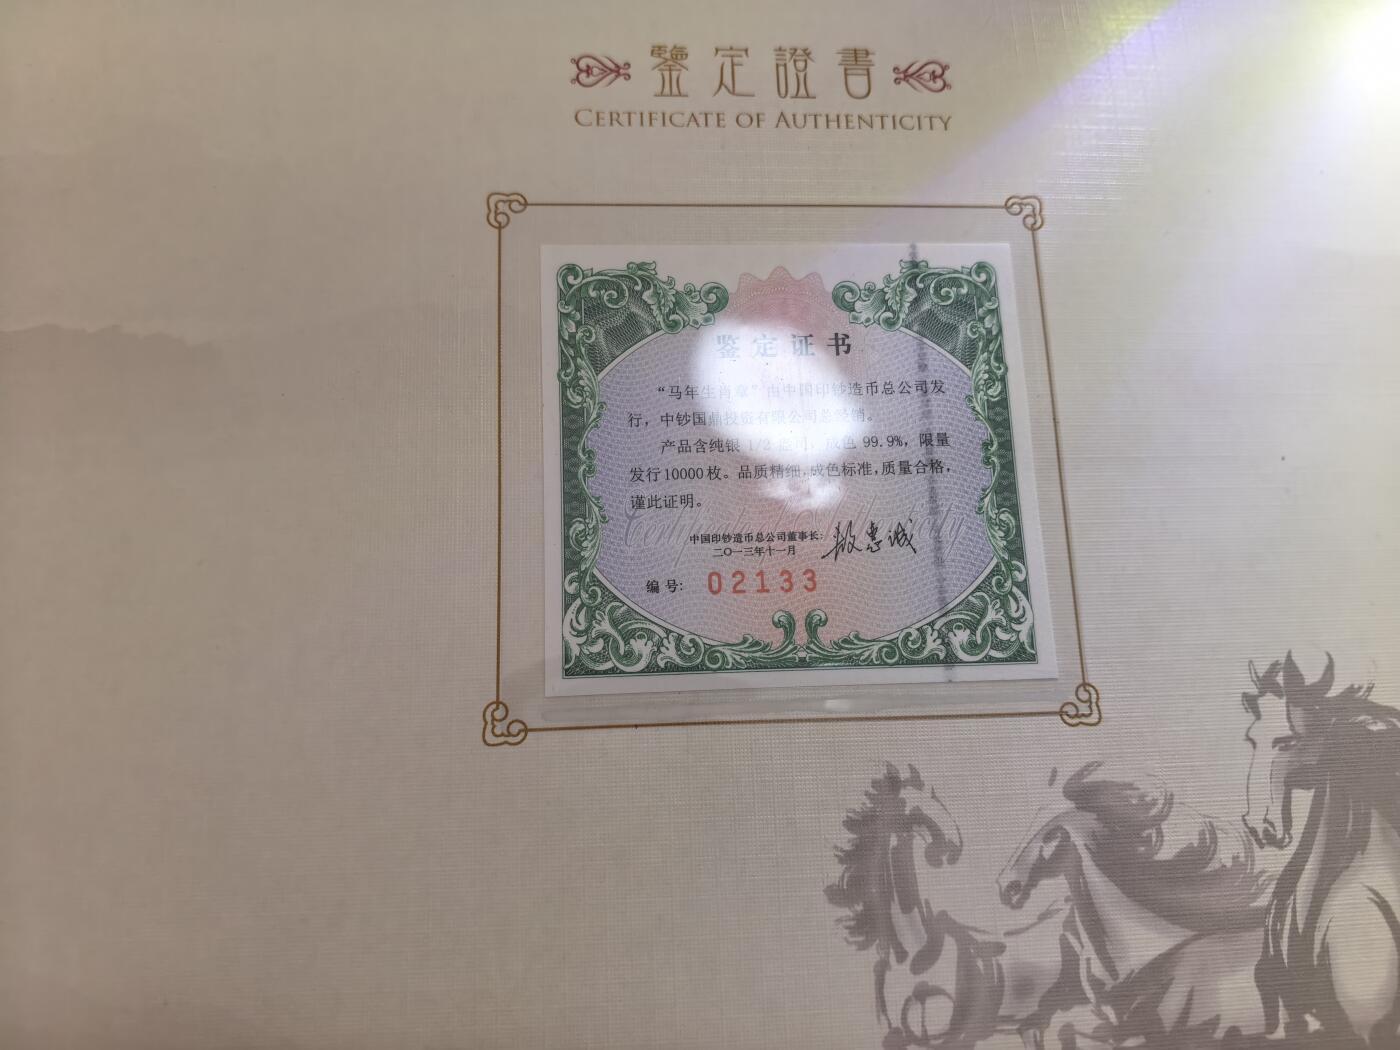 鑒定證書
CERTIFICATE OF AUTHENTICITY
鉴定证书
“马年生肖章”由中国印钞造币总公司发
行，中钞国鼎投资有限公司总经销。
产品含纯银 1/2 盎司，成色 99.9%，限量
发行10000枚。品质精细，成色标准，质量合格，
谨此证明。
中国印钞造币总公司董事长：
二〇一三年十一月
编号： 02133